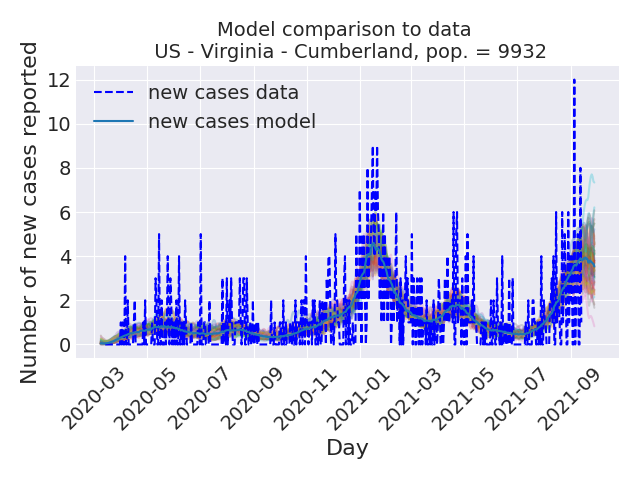 Model comparison to data
US - Virginia - Cumberland, pop. = 9932
Number of new cases reported
12
10
8
6
4
2
0
new cases data
new cases model
2020-03
2020-05
2020-07
2020-09
2020-11
2021-01
2021-03
2021-05
2021-07
2021-09
Day